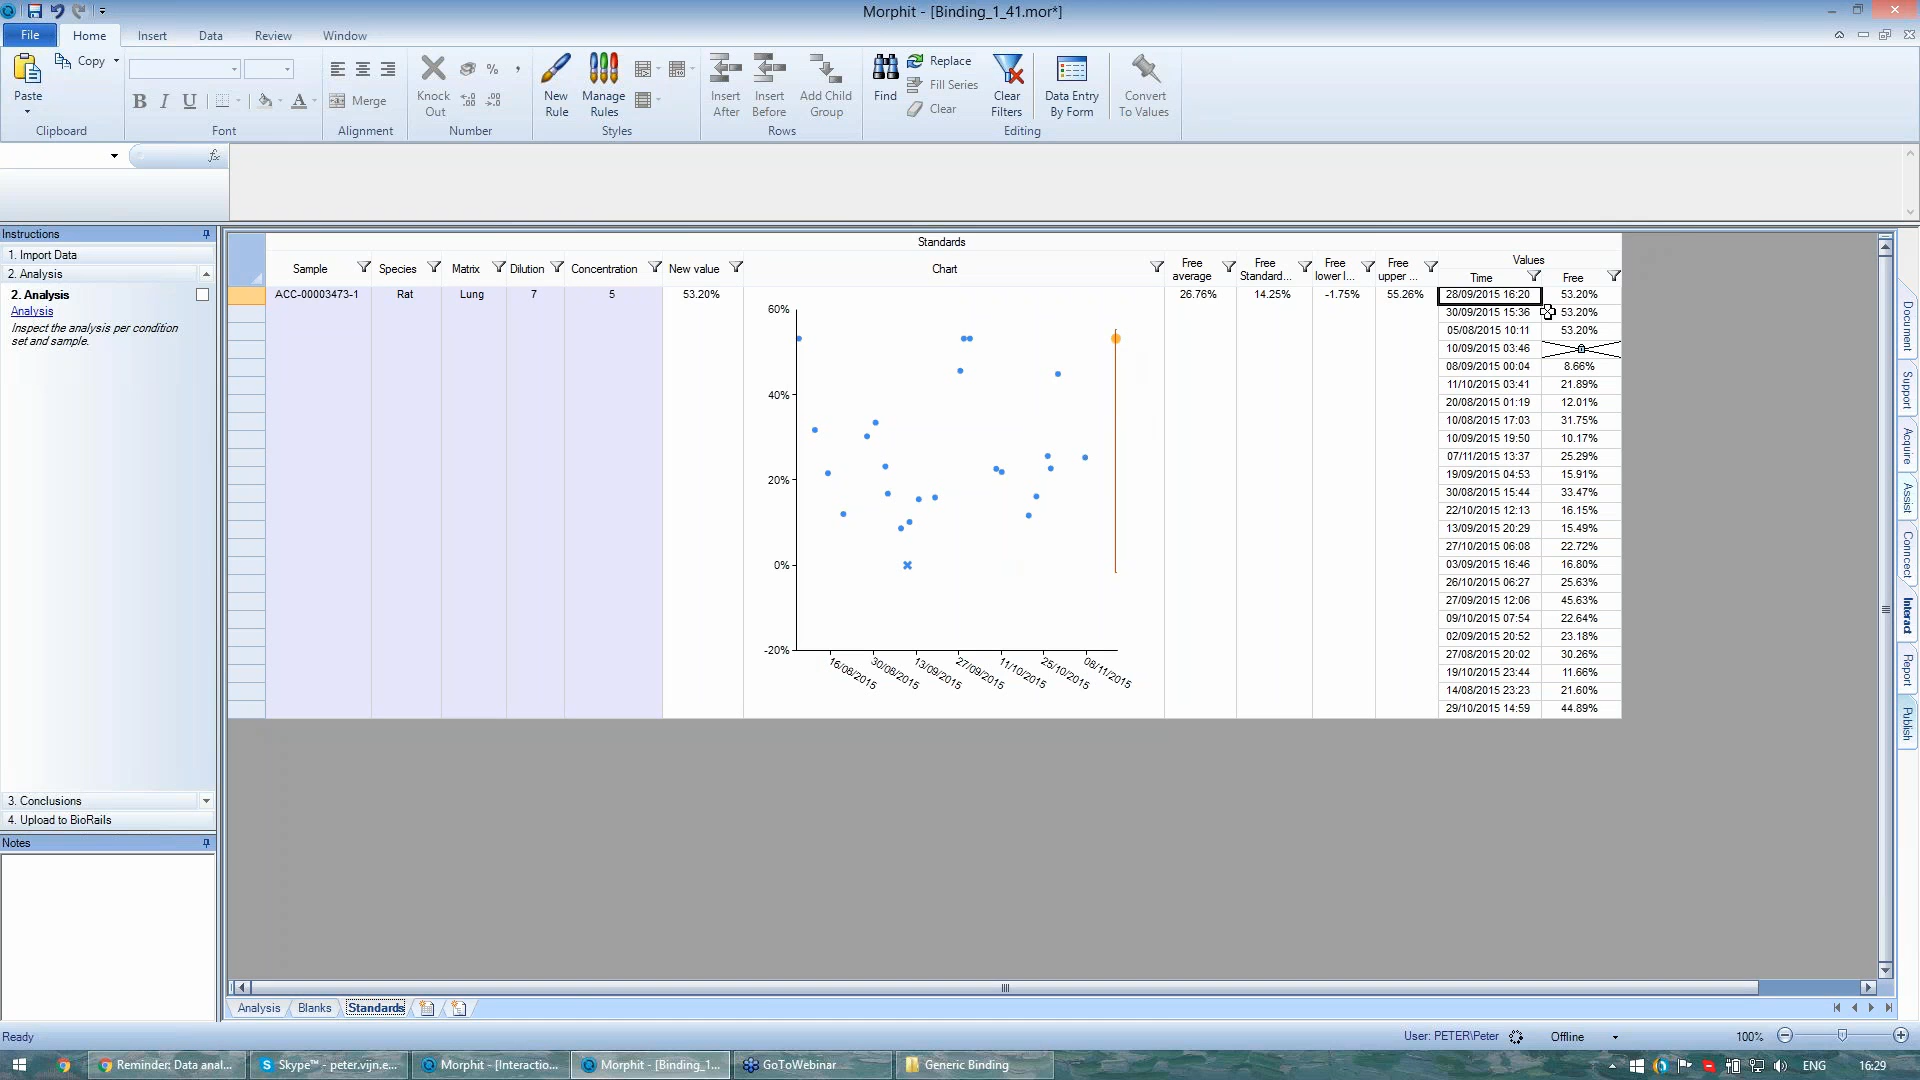 Morphit - [Binding_1_41.mor*]
File Home Insert Data Review Window
Paste
Copy
Clipboard
B I U A
Font
Merge
Alignment
Knock Out
%
Number
New Rule
Manage Rules
Styles
Insert After
Insert Before
Add Child Group
Rows
Find
Replace
Fill Series
Clear
Clear Filters
Data Entry By Form
Convert To Values
Editing
fx
Instructions
1. Import Data
2. Analysis
2. Analysis
Analysis
Inspect the analysis per condition
set and sample.
3. Conclusions
4. Upload to BioRails
Notes
Standards
Sample Species Matrix Dilution Concentration New value Chart Free average Free Standard... Free lower l... Free upper ... Values
Time Free
ACC-00003473-1 Rat Lung 7 5 53.20% 26.76% 14.25% -1.75% 55.26% 28/09/2015 16:20 53.20%
30/09/2015 15:36 53.20%
05/08/2015 10:11 53.20%
10/09/2015 03:46
08/09/2015 00:04 8.66%
11/10/2015 03:41 21.89%
20/08/2015 01:19 12.01%
10/08/2015 17:03 31.75%
10/09/2015 19:50 10.17%
07/11/2015 13:37 25.29%
19/09/2015 04:53 15.91%
30/08/2015 15:44 33.47%
22/10/2015 12:13 16.15%
13/09/2015 20:29 15.49%
27/10/2015 06:08 22.72%
03/09/2015 16:46 16.80%
26/10/2015 06:27 25.63%
27/09/2015 12:06 45.63%
09/10/2015 07:54 22.64%
02/09/2015 20:52 23.18%
27/08/2015 20:02 30.26%
19/10/2015 23:44 11.66%
14/08/2015 23:23 21.60%
29/10/2015 14:59 44.89%
60%
40%
20%
0%
-20%
16/08/2015 30/08/2015 13/09/2015 27/09/2015 11/10/2015 25/10/2015 08/11/2015
Document
Support
Acquire
Assist
Connect
Interact
Report
Publish
Analysis Blanks Standards
Ready
User: PETER\Peter Offline 100%
Reminder: Data anal... Skype™ - peter.vijn.e... Morphit - [Interactio... Morphit - [Binding_1... GoToWebinar Generic Binding ENG 16:29